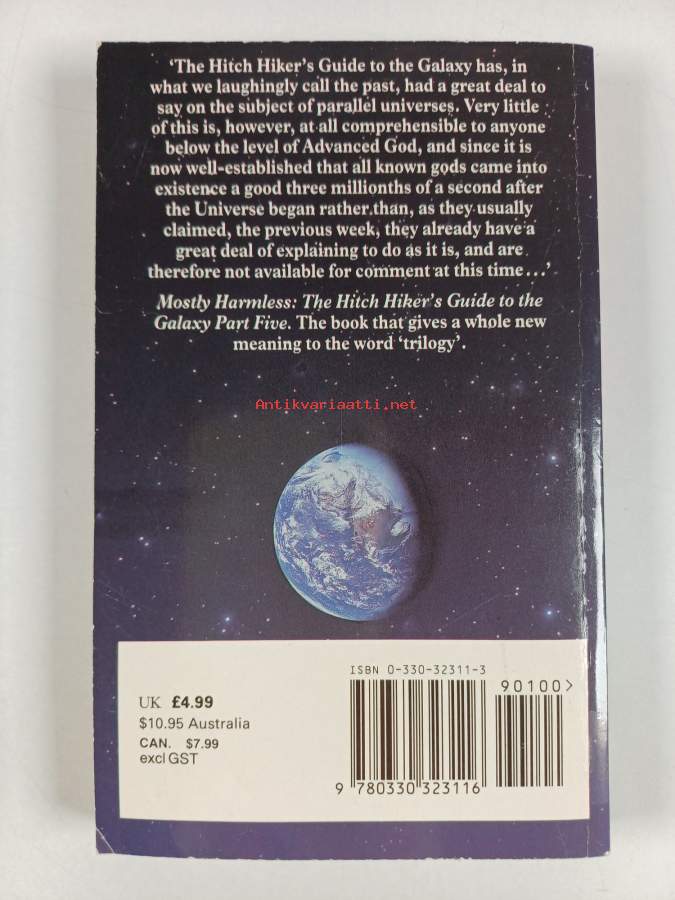 ‘The Hitch Hiker’s Guide to the Galaxy has, in
what we laughingly call the past, had a great deal to
say on the subject of parallel universes. Very little
of this is, however, at all comprehensible to anyone
below the level of Advanced God, and since it is
now well-established that all known gods came into
existence a good three millionths of a second after
the Universe began rather than, as they usually
claimed, the previous week, they already have a
great deal of explaining to do as it is, and are
therefore not available for comment at this time...’
Mostly Harmless: The Hitch Hiker’s Guide to the
Galaxy Part Five. The book that gives a whole new
meaning to the word ‘trilogy’.
Antikvariaatti.net
UK £4.99
$10.95 Australia
CAN. $7.99
excl GST
ISBN 0-330-32311-3
90100>
9 780330 323116